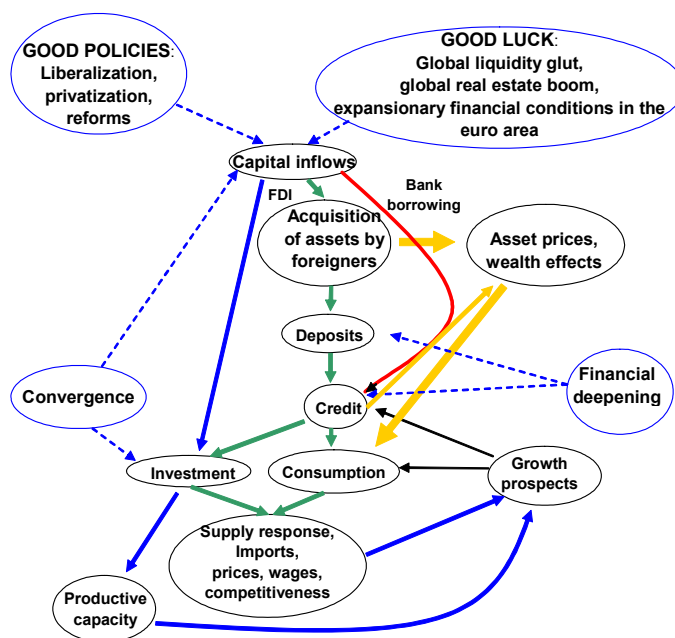 GOOD POLICIES:
Liberalization,
privatization,
reforms
GOOD LUCK:
Global liquidity glut,
global real estate boom,
expansionary financial conditions in the
euro area
Capital inflows
FDI
Bank
borrowing
Acquisition
of assets by
foreigners
Asset prices,
wealth effects
Deposits
Convergence
Credit
Financial
deepening
Investment
Consumption
Growth
prospects
Supply response,
Imports,
prices, wages,
competitiveness
Productive
capacity